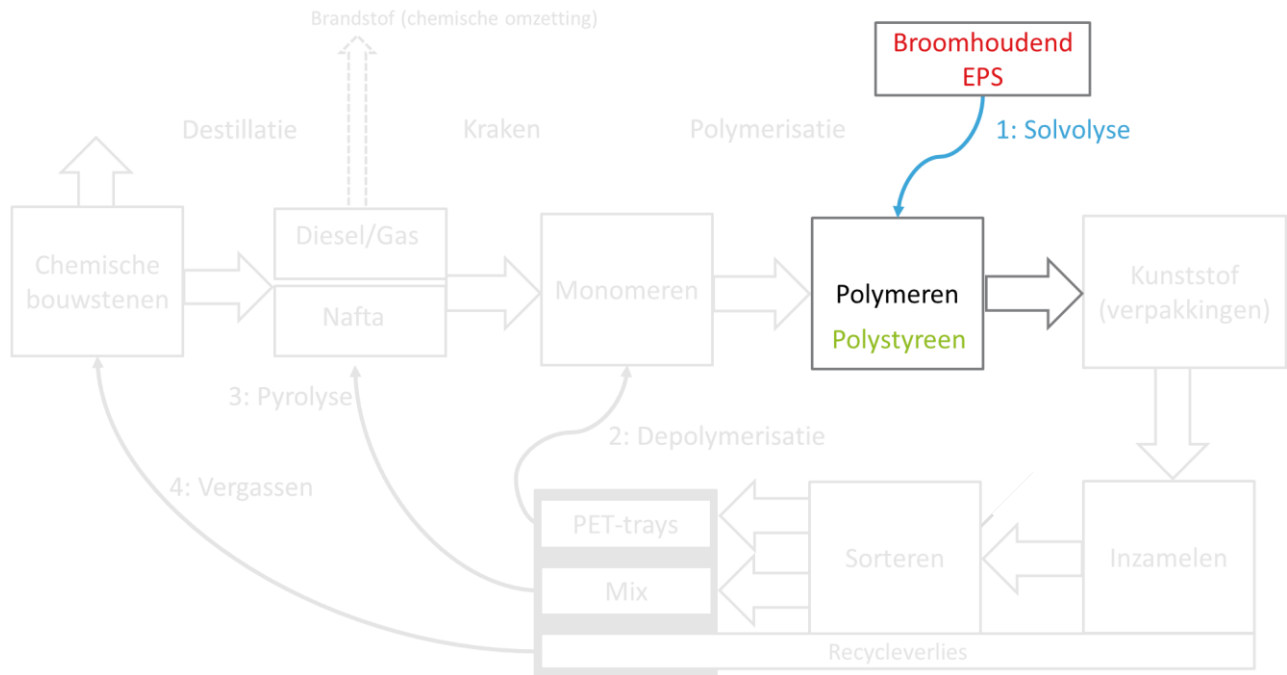 Brandstof (chemische omzetting)
Broomhoudend
EPS
Destillatie
Kraken
Polymerisatie
1: Solvolyse
Chemische
bouwstenen
Diesel/Gas
Nafta
Monomeren
Polymeren
Polystyreen
Kunststof
(verpakkingen)
3: Pyrolyse
2: Depolymerisatie
4: Vergassen
PET-trays
Mix
Sorteren
Inzamelen
Recycleverlies